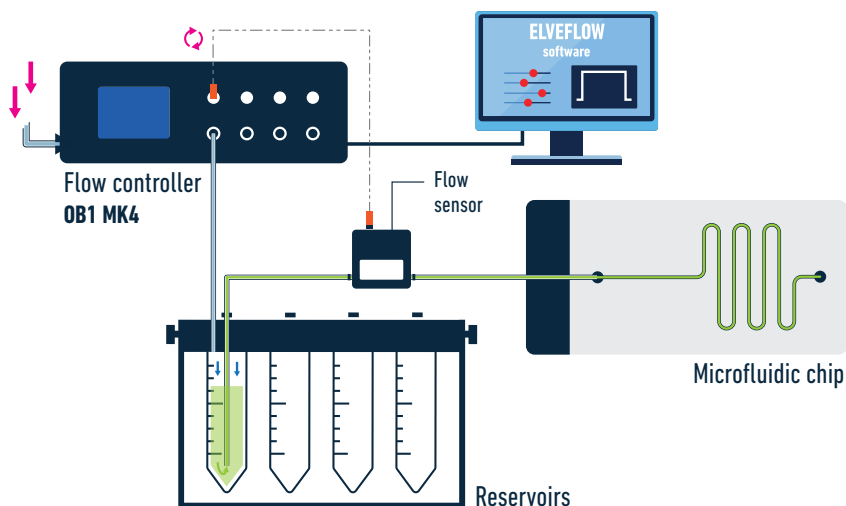 ELVEFLOW
software
Flow controller
OB1 MK4
Flow
sensor
Microfluidic chip
Reservoirs